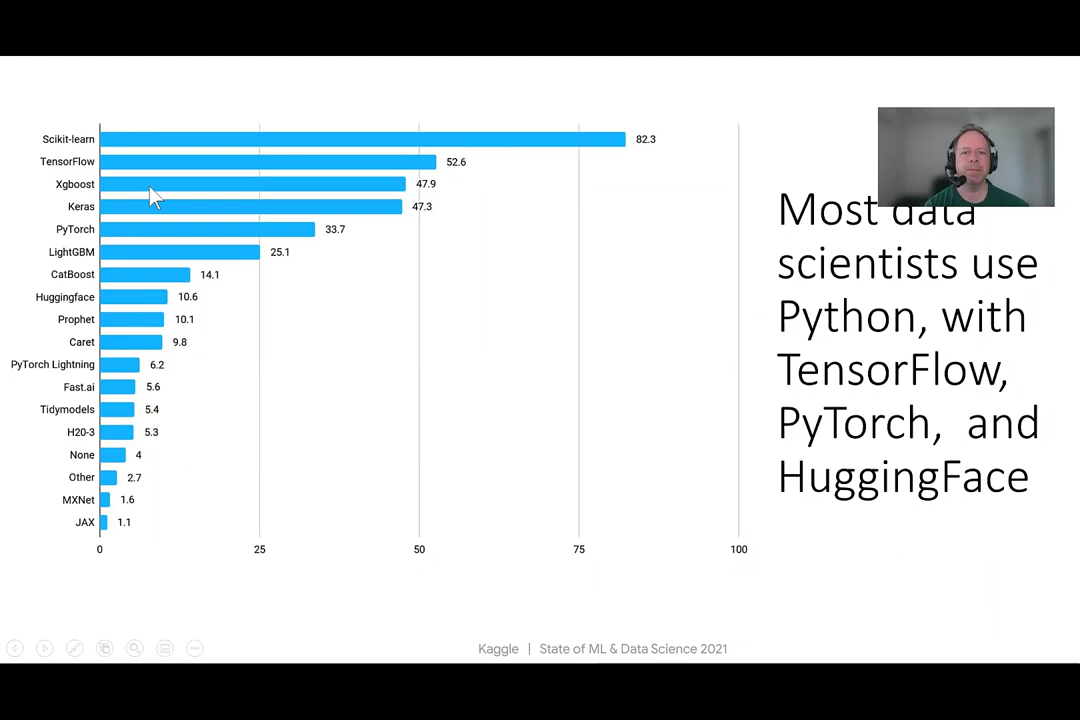 Scikit-learn 82.3
TensorFlow 52.6
Xgboost 47.9
Keras 47.3
PyTorch 33.7
LightGBM 25.1
CatBoost 14.1
Huggingface 10.6
Prophet 10.1
Caret 9.8
PyTorch Lightning 6.2
Fast.ai 5.6
Tidymodels 5.4
H20-3 5.3
None 4
Other 2.7
MXNet 1.6
JAX 1.1
0 25 50 75 100
Most data
scientists use
Python, with
TensorFlow,
PyTorch, and
HuggingFace
Kaggle | State of ML & Data Science 2021